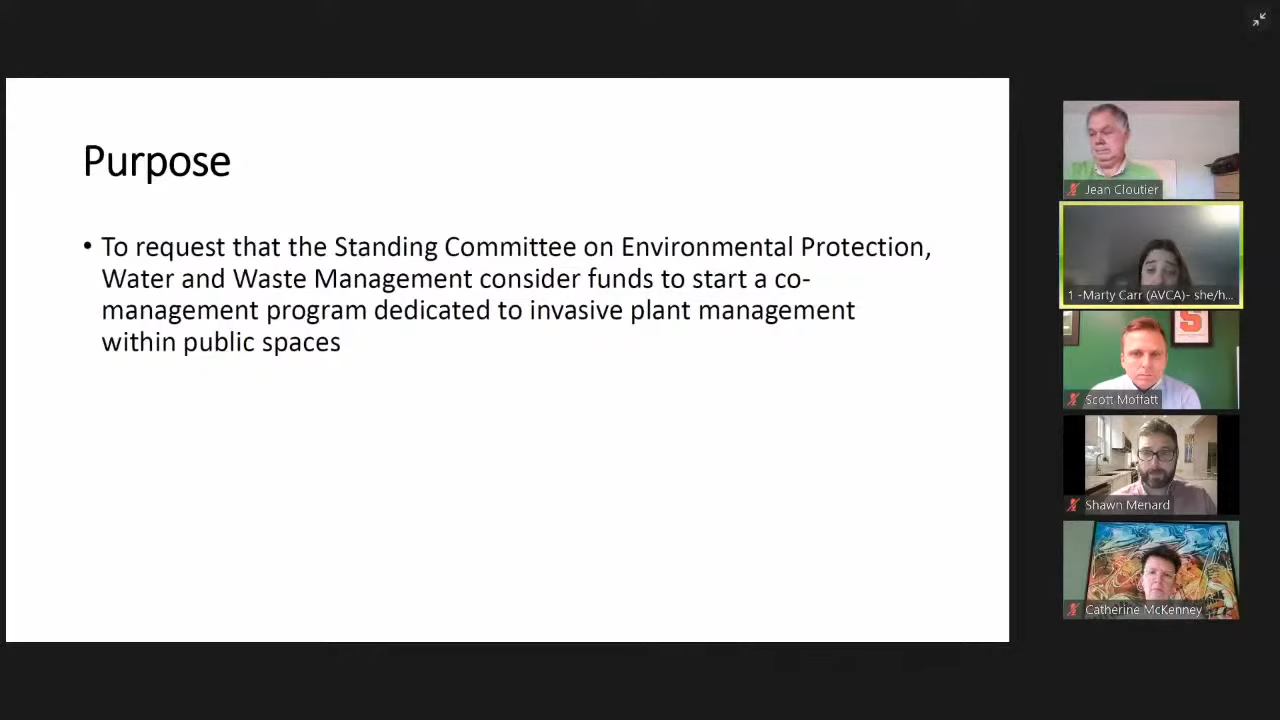 Purpose
• To request that the Standing Committee on Environmental Protection,
Water and Waste Management consider funds to start a co-
management program dedicated to invasive plant management
within public spaces
Jean Cloutier
1 -Marty Carr (AVCA)- she/h...
S
Scott Moffatt
Shawn Menard
Catherine McKenney